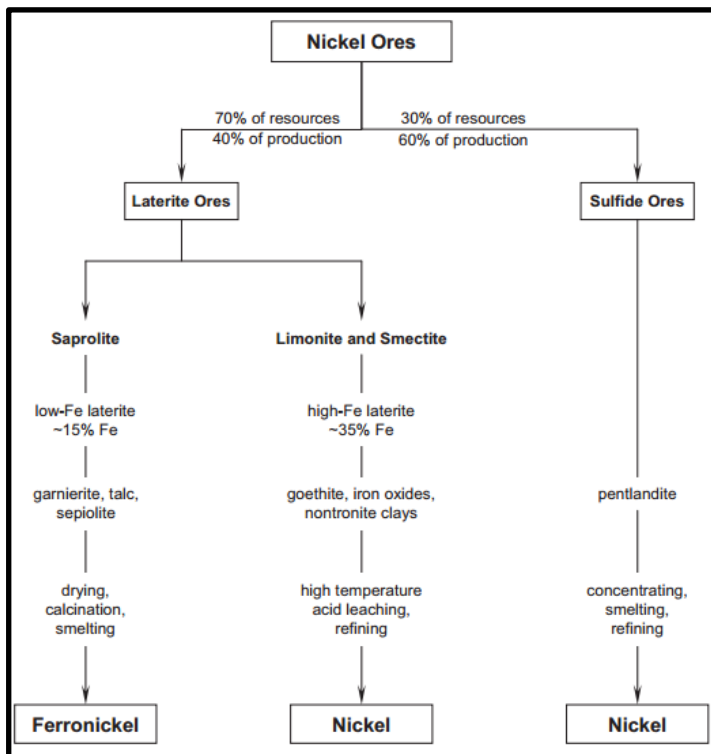 Nickel Ores
70% of resources
40% of production
30% of resources
60% of production
Laterite Ores
Sulfide Ores
Saprolite
Limonite and Smectite
low-Fe laterite
~15% Fe
high-Fe laterite
~35% Fe
garnierite, talc,
sepiolite
goethite, iron oxides,
nontronite clays
pentlandite
drying,
calcination,
smelting
high temperature
acid leaching,
refining
concentrating,
smelting,
refining
Ferronickel
Nickel
Nickel